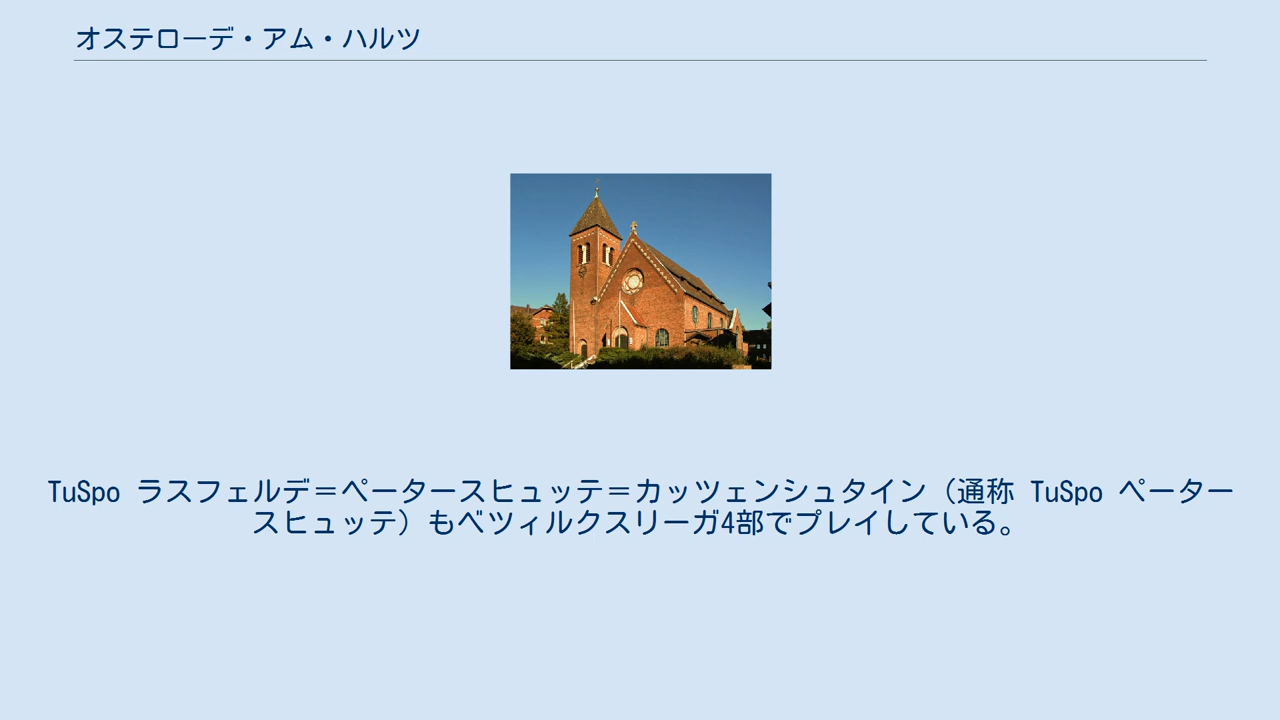 オステローデ・アム・ハルツ
TuSpo ラスフェルデ＝ペータースヒュッテ＝カッツェンシュタイン（通称 TuSpo ペーター
スヒュッテ）もベツィルクスリーガ4部でプレイしている。